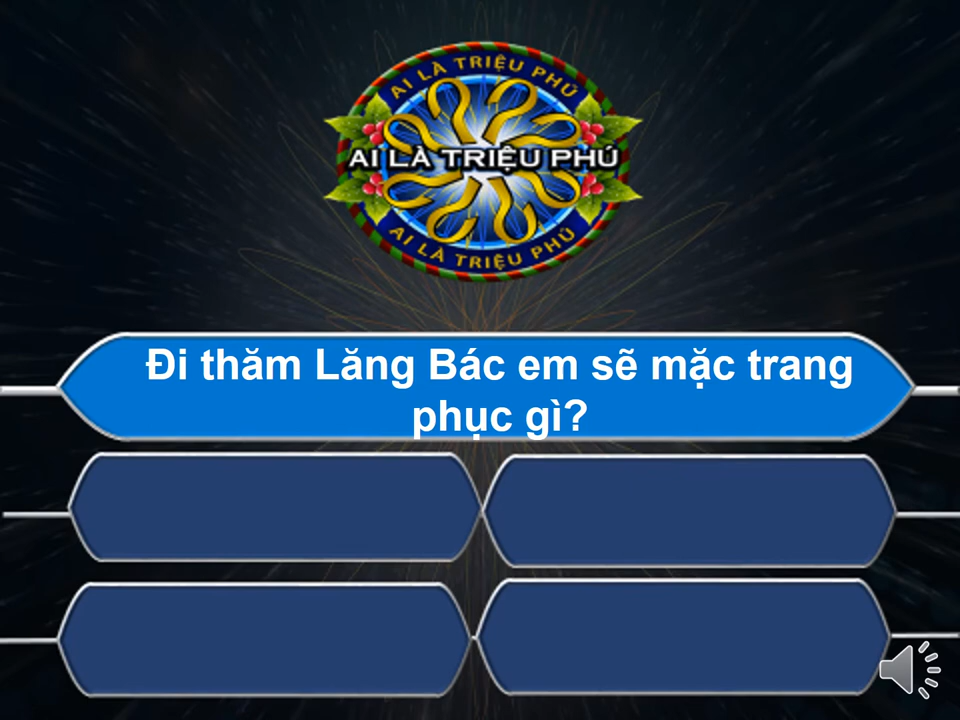 AI LÀ TRIỆU PHÚ
AI LÀ TRIỆU PHÚ
AI LÀ TRIỆU PHÚ
Đi thăm Lăng Bác em sẽ mặc trang
phục gì?